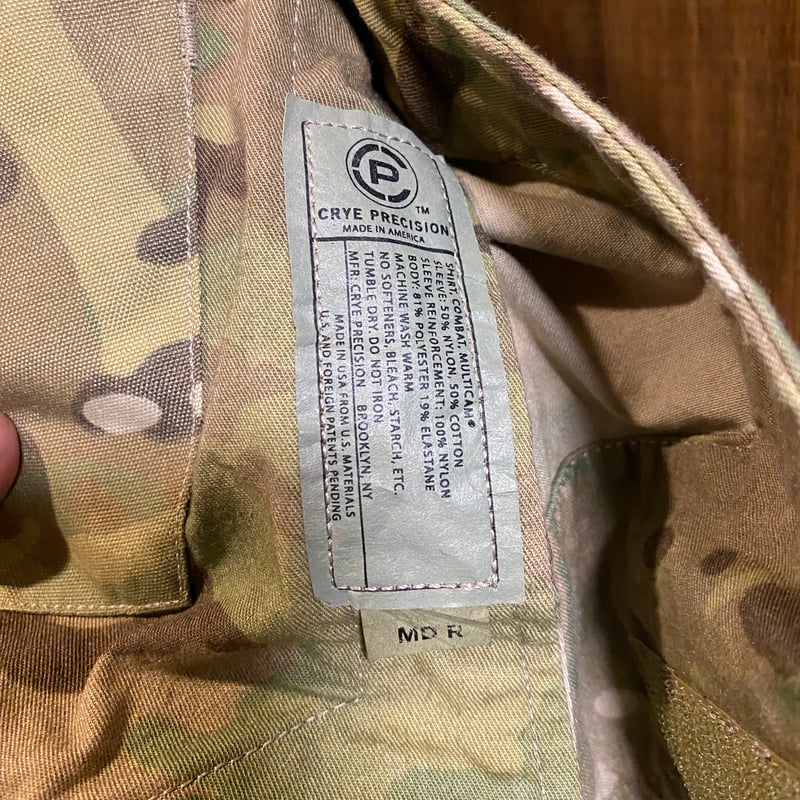 CP
CRYE PRECISION™
MADE IN AMERICA
SHIRT, COMBAT, MULTICAM®
SLEEVE: 50% NYLON, 50% COTTON
SLEEVE REINFORCEMENT: 100% NYLON
BODY: 81% POLYESTER 19% ELASTANE
MACHINE WASH WARM
NO SOFTENERS, BLEACH, STARCH, ETC.
TUMBLE DRY. DO NOT IRON
MFR: CRYE PRECISION BROOKLYN, NY
MADE IN USA FROM U.S. MATERIALS
U.S. AND FOREIGN PATENTS PENDING
MD R